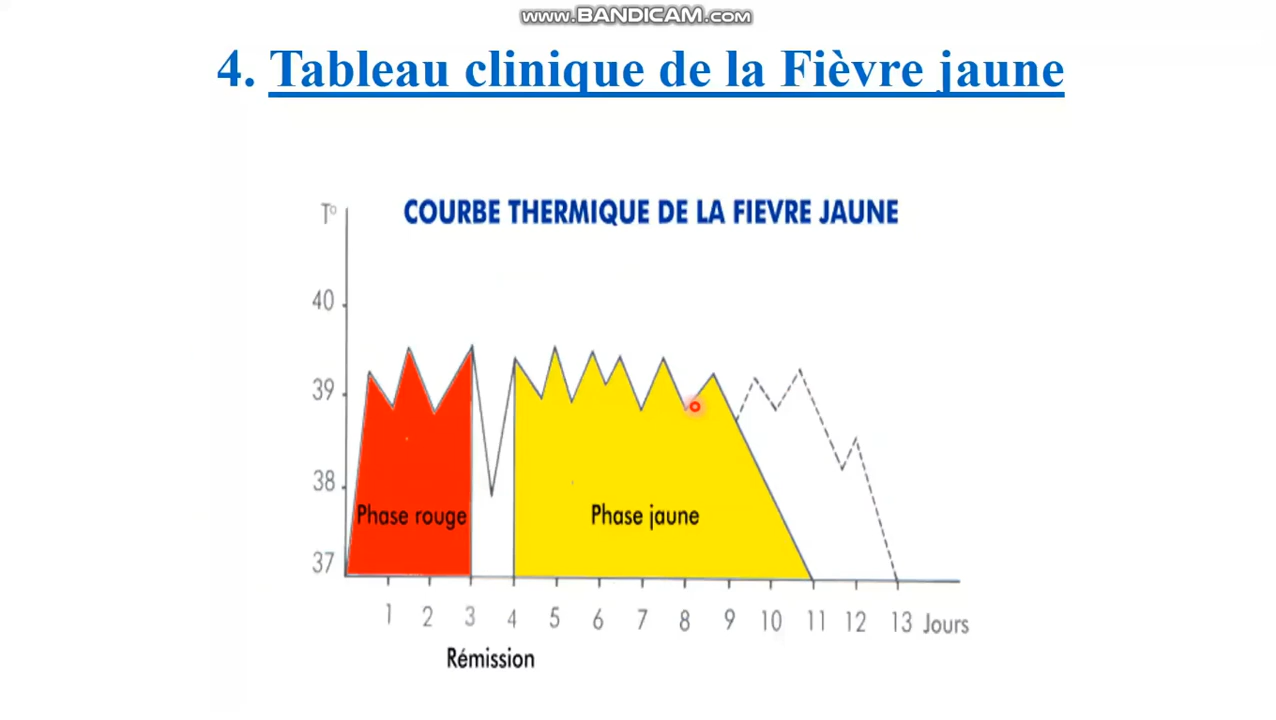 www.BANDICAM.com
4. Tableau clinique de la Fièvre jaune
COURBE THERMIQUE DE LA FIEVRE JAUNE
T°
40
39
38
37
Phase rouge
Phase jaune
1 2 3 4 5 6 7 8 9 10 11 12 13 Jours
Rémission